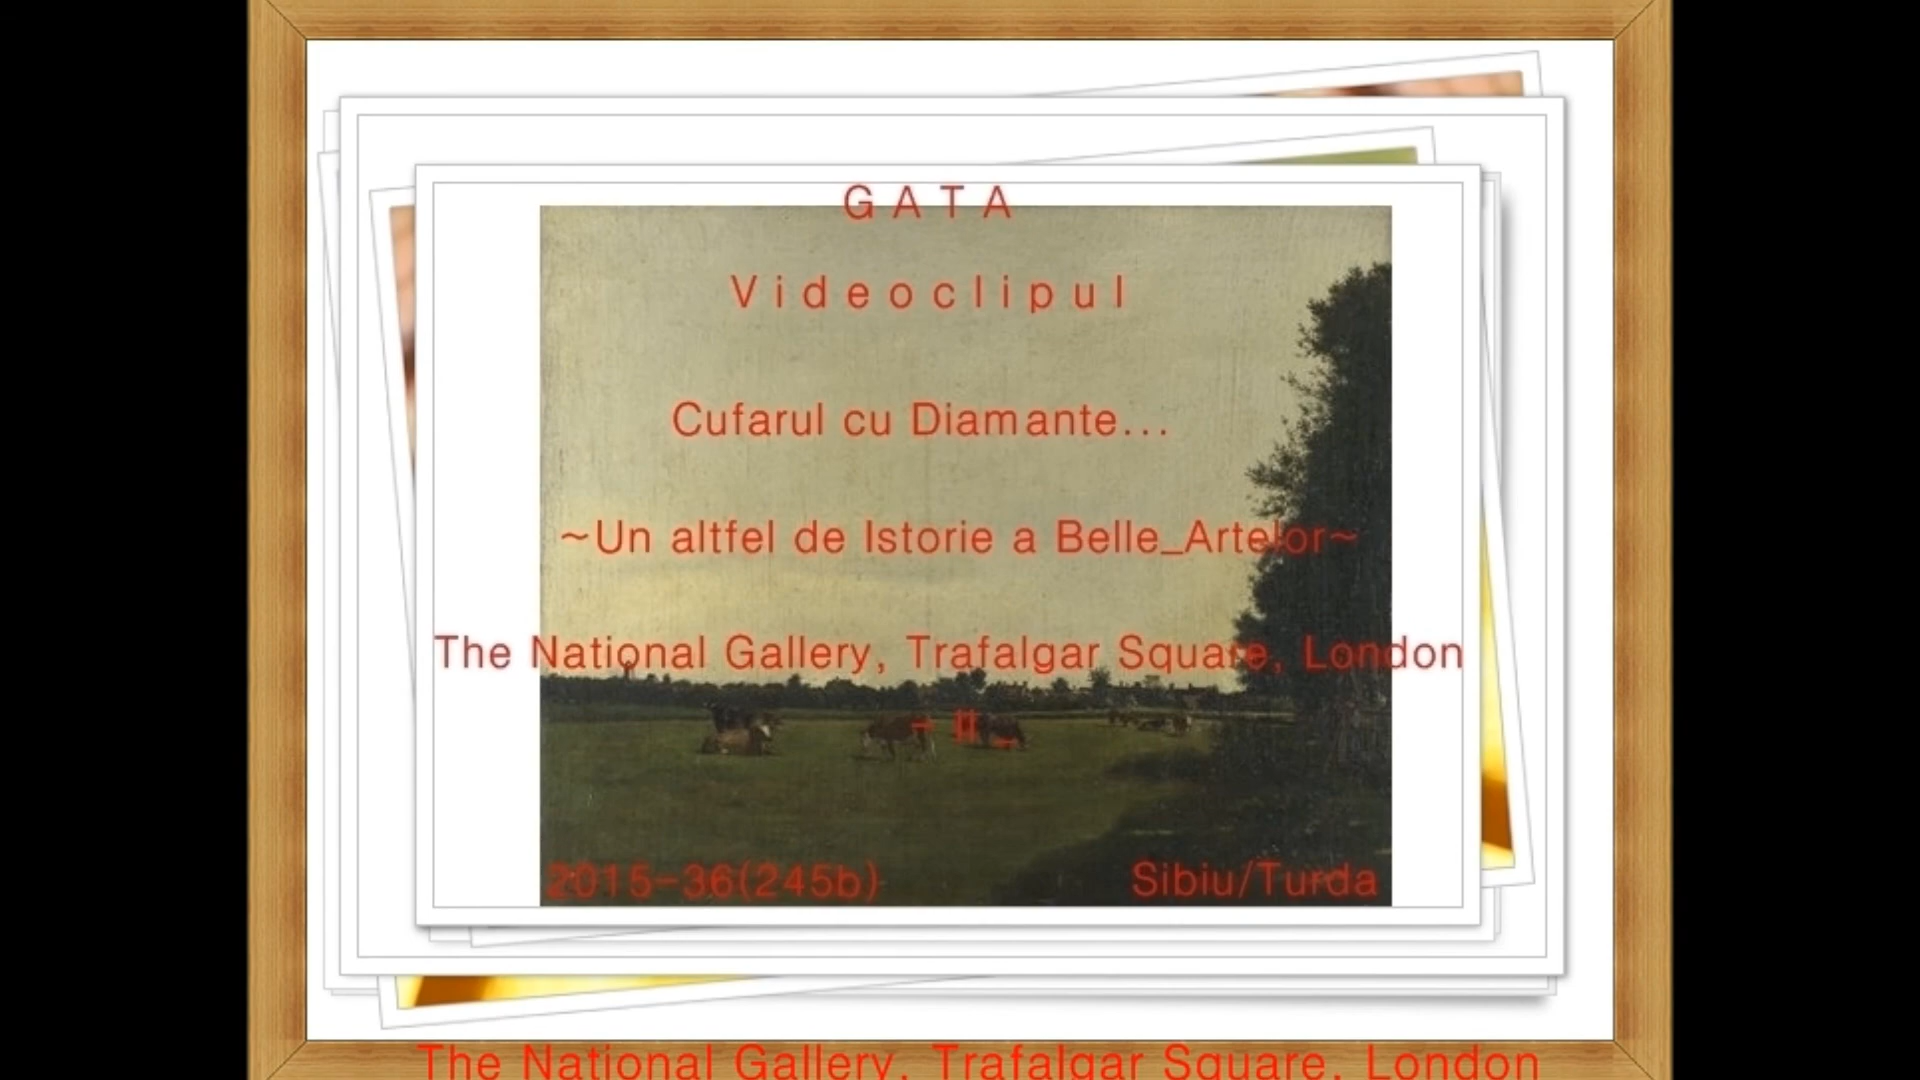 G A T A
V i d e o c l i p u l
Cufarul cu Diamante...
~Un altfel de Istorie a Belle_Artelor~
The National Gallery, Trafalgar Square, London
- II _
2015-36(245b)
Sibiu/Turda
The National Gallery, Trafalgar Square, London